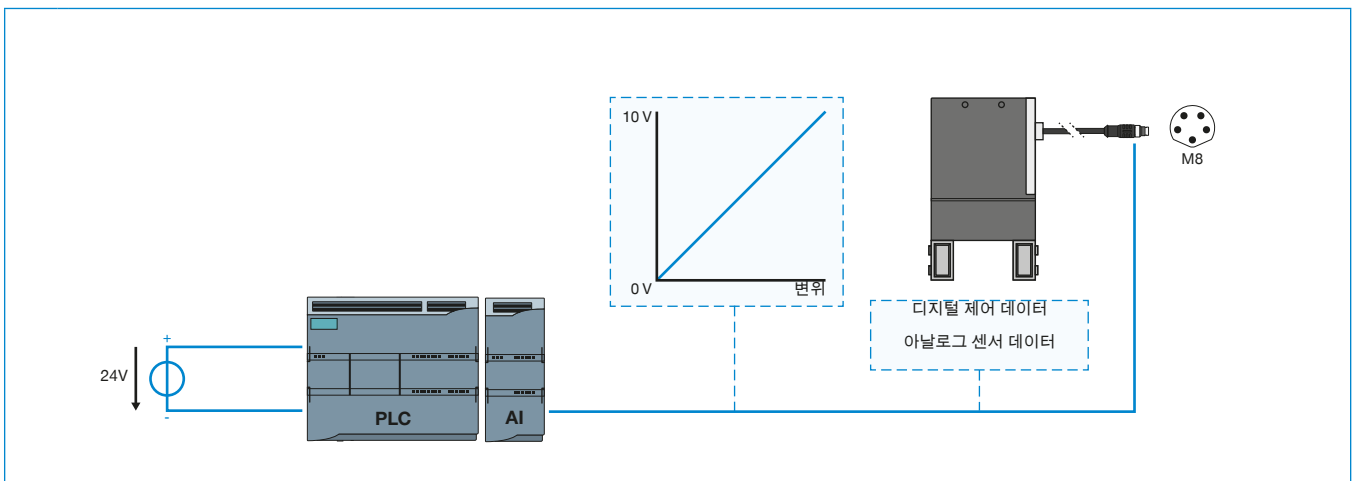 10 V
0 V
변위
M8
디지털 제어 데이터
아날로그 센서 데이터
+
24V
-
PLC
AI